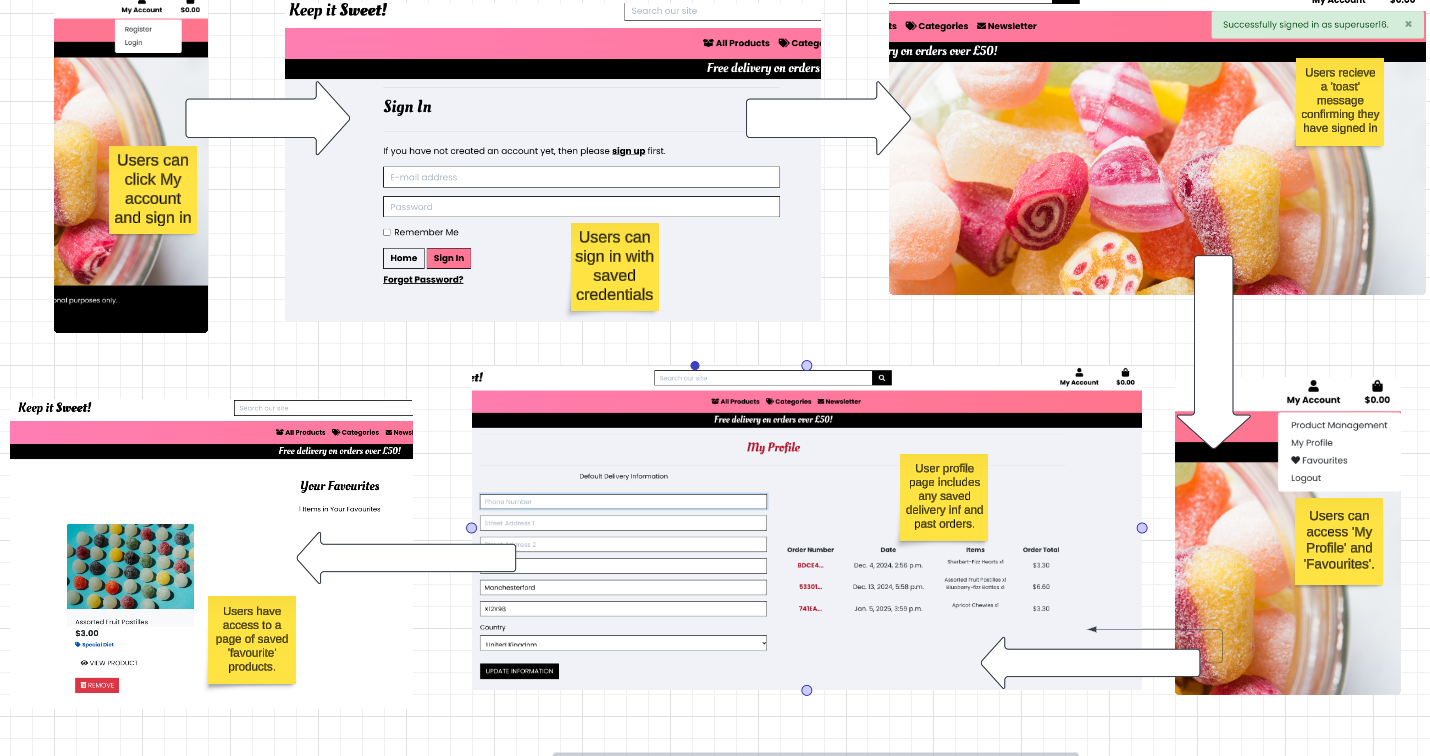 My Account
$0.00
Register
Login
Users can
click My
account
and sign in
onal purposes only.
Keep it Sweet!
Search our site
All Products
Categ
Free delivery on orders
Sign In
If you have not created an account yet, then please sign up first.
E-mail address
Password
Remember Me
Home
Sign In
Forgot Password?
Users can
sign in with
saved
credentials
My Account
$0.00
ts
Categories
Newsletter
Successfully signed in as superuser16.
×
ry on orders over £50!
Users recieve
a 'toast'
message
confirming they
have signed in
My Account
$0.00
Product Management
My Profile
Favourites
Logout
Users can
access 'My
Profile' and
'Favourites'.
et!
Search our site
My Account
$0.00
All Products
Categories
Newsletter
Free delivery on orders over £50!
My Profile
Default Delivery Information
Phone Number
Street Address 1
2
Manchesterford
X12Y9B
Country
United Kingdom
UPDATE INFORMATION
User profile
page includes
any saved
delivery inf and
past orders.
Order Number Date Items Order Total
BDCE4... Dec. 4, 2024, 2:56 p.m. Sherbert-Fizz Hearts x1 $3.30
53301... Dec. 13, 2024, 5:58 p.m. Assorted Fruit Pastilles x1 $6.60
Blueberry-fizz Bottles x1
741EA... Jan. 5, 2025, 3:59 p.m. Apricot Chewies x1 $3.30
Keep it Sweet!
Search our site
All Products
Categories
Newsl
Free delivery on orders over £50!
Your Favourites
1 Items in Your Favourites
Assorted Fruit Pastilles
$3.00
Special Diet
VIEW PRODUCT
REMOVE
Users have
access to a
page of saved
'favourite'
products.